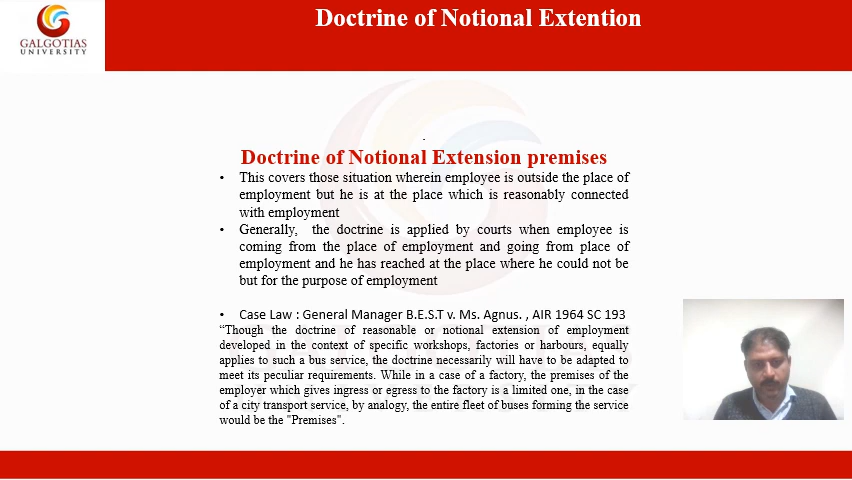 GALGOTIAS
UNIVERSITY
Doctrine of Notional Extention
Doctrine of Notional Extension premises
• This covers those situation wherein employee is outside the place of
employment but he is at the place which is reasonably connected
with employment
• Generally, the doctrine is applied by courts when employee is
coming from the place of employment and going from place of
employment and he has reached at the place where he could not be
but for the purpose of employment
• Case Law : General Manager B.E.S.T v. Ms. Agnus. , AIR 1964 SC 193
“Though the doctrine of reasonable or notional extension of employment
developed in the context of specific workshops, factories or harbours, equally
applies to such a bus service, the doctrine necessarily will have to be adapted to
meet its peculiar requirements. While in a case of a factory, the premises of the
employer which gives ingress or egress to the factory is a limited one, in the case
of a city transport service, by analogy, the entire fleet of buses forming the service
would be the "Premises".